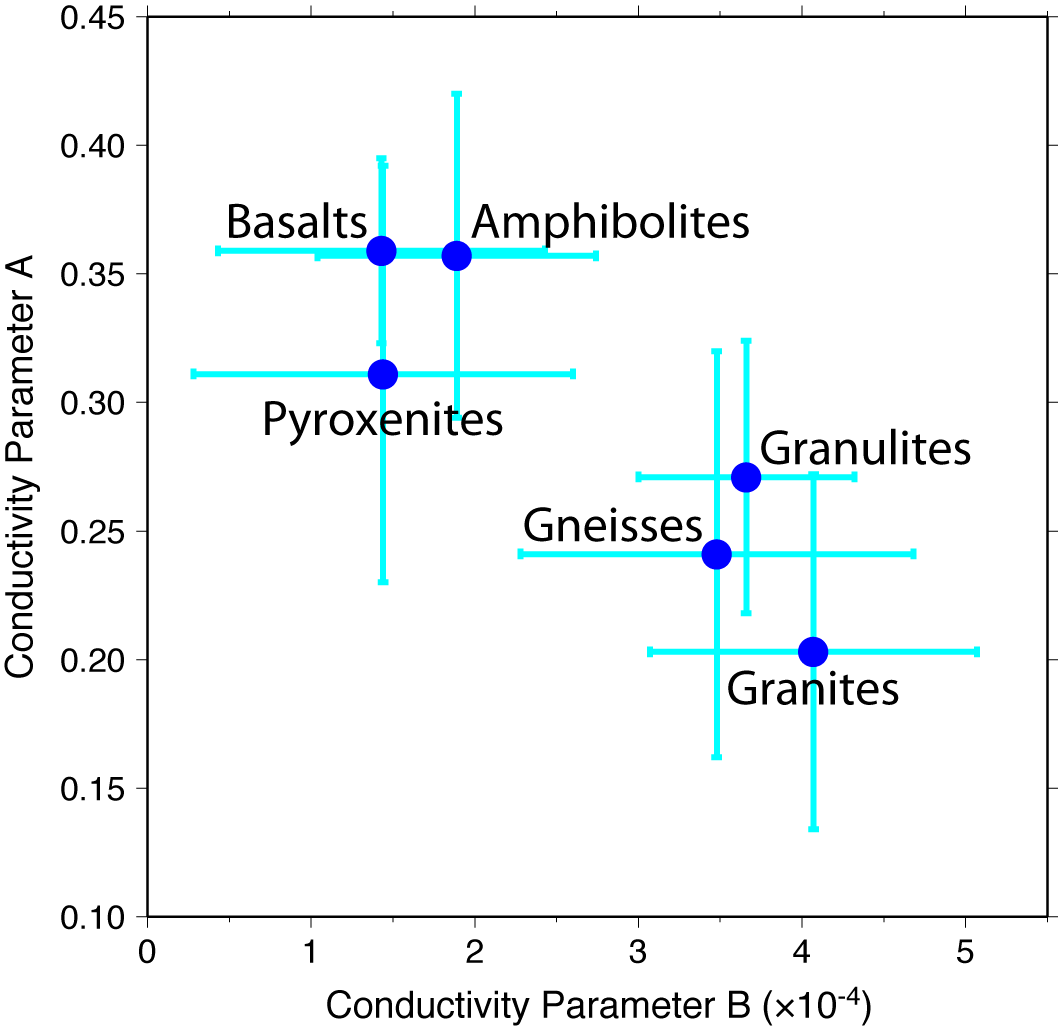 0.45
0.40
0.35
0.30
0.25
0.20
0.15
0.10
Conductivity Parameter A
Basalts
Amphibolites
Pyroxenites
Granulites
Gneisses
Granites
0 1 2 3 4 5
Conductivity Parameter B (×10⁻⁴)